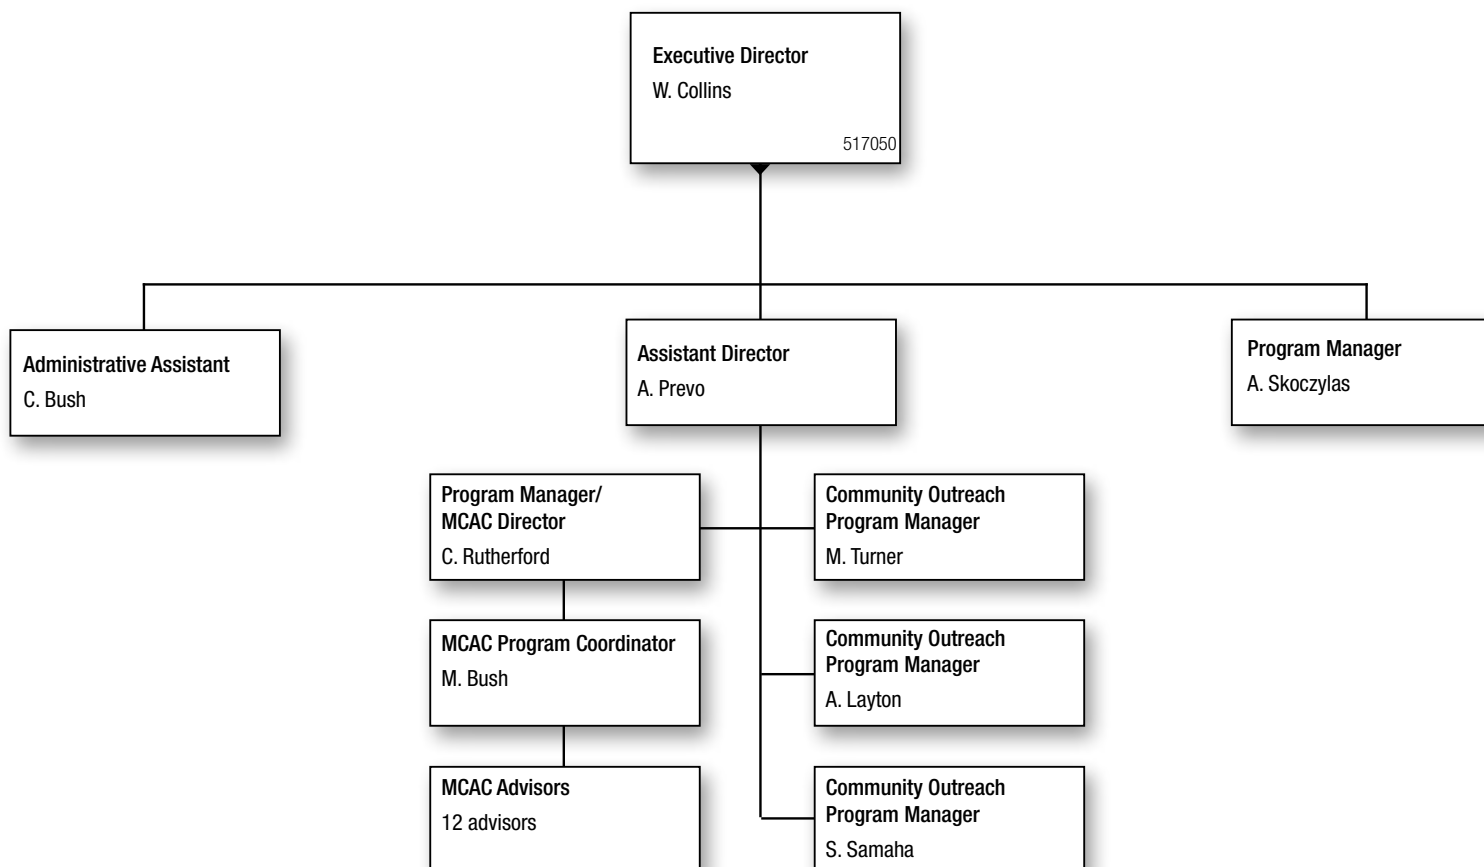 Executive Director
W. Collins
517050
Administrative Assistant
C. Bush
Assistant Director
A. Prevo
Program Manager
A. Skoczylas
Program Manager/
MCAC Director
C. Rutherford
Community Outreach
Program Manager
M. Turner
MCAC Program Coordinator
M. Bush
Community Outreach
Program Manager
A. Layton
MCAC Advisors
12 advisors
Community Outreach
Program Manager
S. Samaha